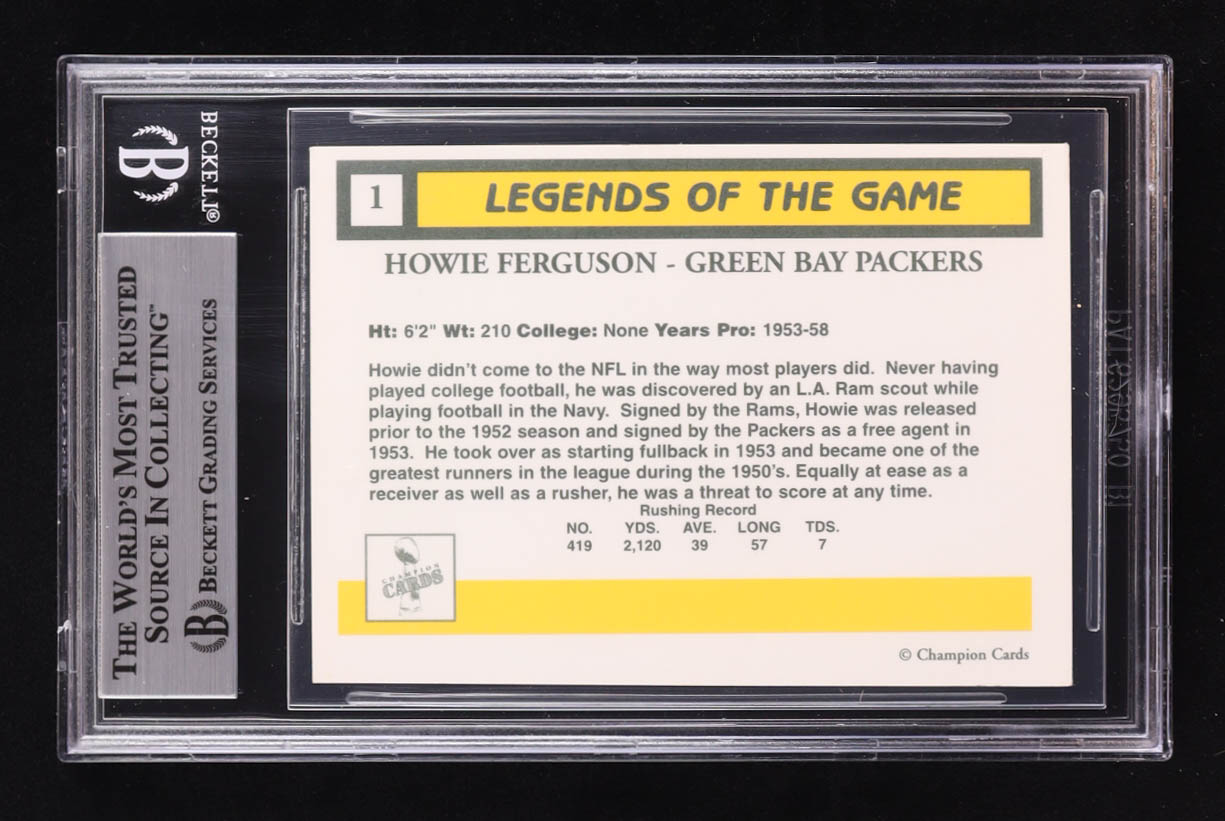 BECKETT®
B
THE WORLD'S MOST TRUSTED
SOURCE IN COLLECTING™
B BECKETT GRADING SERVICES
1
LEGENDS OF THE GAME
HOWIE FERGUSON - GREEN BAY PACKERS
Ht: 6'2" Wt: 210 College: None Years Pro: 1953-58
Howie didn't come to the NFL in the way most players did. Never having
played college football, he was discovered by an L.A. Ram scout while
playing football in the Navy. Signed by the Rams, Howie was released
prior to the 1952 season and signed by the Packers as a free agent in
1953. He took over as starting fullback in 1953 and became one of the
greatest runners in the league during the 1950's. Equally at ease as a
receiver as well as a rusher, he was a threat to score at any time.
Rushing Record
NO. YDS. AVE. LONG TDS.
419 2,120 39 57 7
CHAMPION
CARDS
© Champion Cards